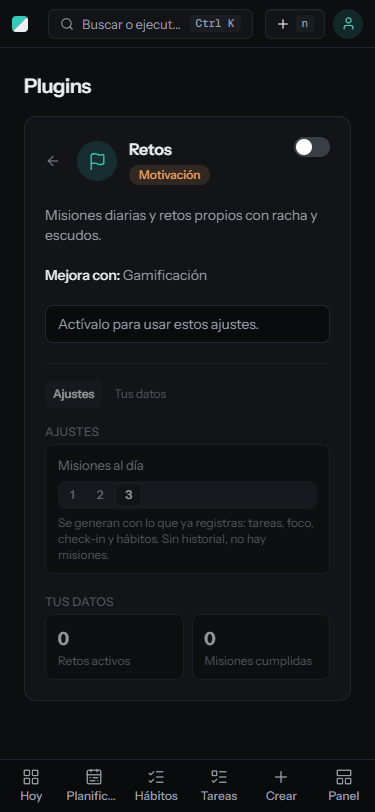 Buscar o ejecut... Ctrl K
n
Plugins
Retos
Motivación
Misiones diarias y retos propios con racha y
escudos.
Mejora con: Gamificación
Actívalo para usar estos ajustes.
Ajustes Tus datos
AJUSTES
Misiones al día
1 2 3
Se generan con lo que ya registras: tareas, foco,
check-in y hábitos. Sin historial, no hay
misiones.
TUS DATOS
0 0
Retos activos Misiones cumplidas
Hoy Planific... Hábitos Tareas Crear Panel